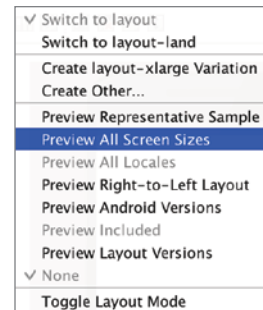 ✓ Switch to layout
Switch to layout-land
Create layout-xlarge Variation
Create Other...
Preview Representative Sample
Preview All Screen Sizes
Preview All Locales
Preview Right-to-Left Layout
Preview Android Versions
Preview Included
Preview Layout Versions
✓ None
Toggle Layout Mode